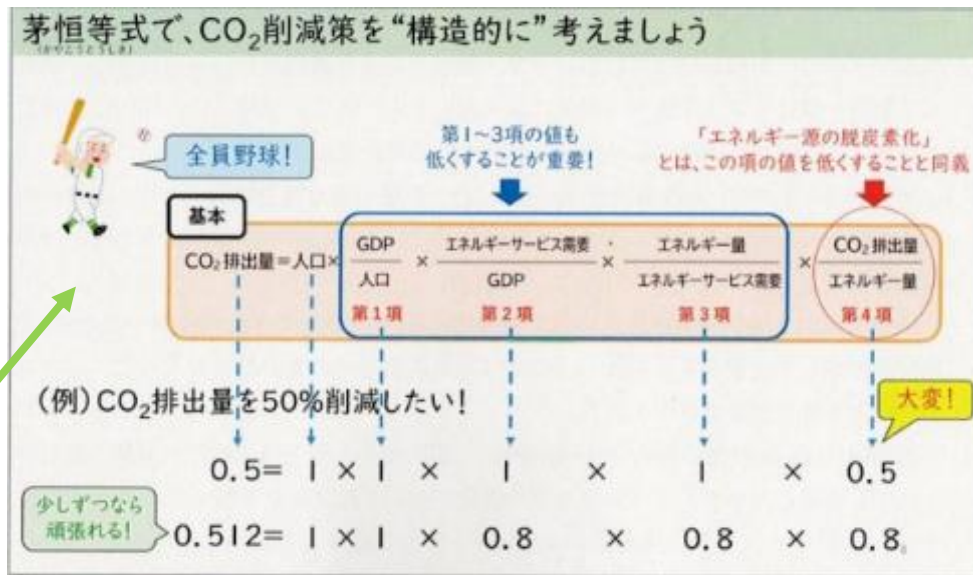 茅恒等式で、CO₂削減策を“構造的に”考えましょう
(かやこうとうしき)
全員野球!
第1~3項の値も
低くすることが重要!
「エネルギー源の脱炭素化」
とは、この項の値を低くすることと同義
基本
CO₂排出量=人口× GDP/人口 × エネルギーサービス需要/GDP × エネルギー量/エネルギーサービス需要 × CO₂排出量/エネルギー量
第1項 第2項 第3項 第4項
(例)CO₂排出量を50%削減したい!
大変!
0.5= 1 × 1 × 1 × 1 × 0.5
少しずつなら
頑張れる!
0.512= 1 × 1 × 0.8 × 0.8 × 0.8